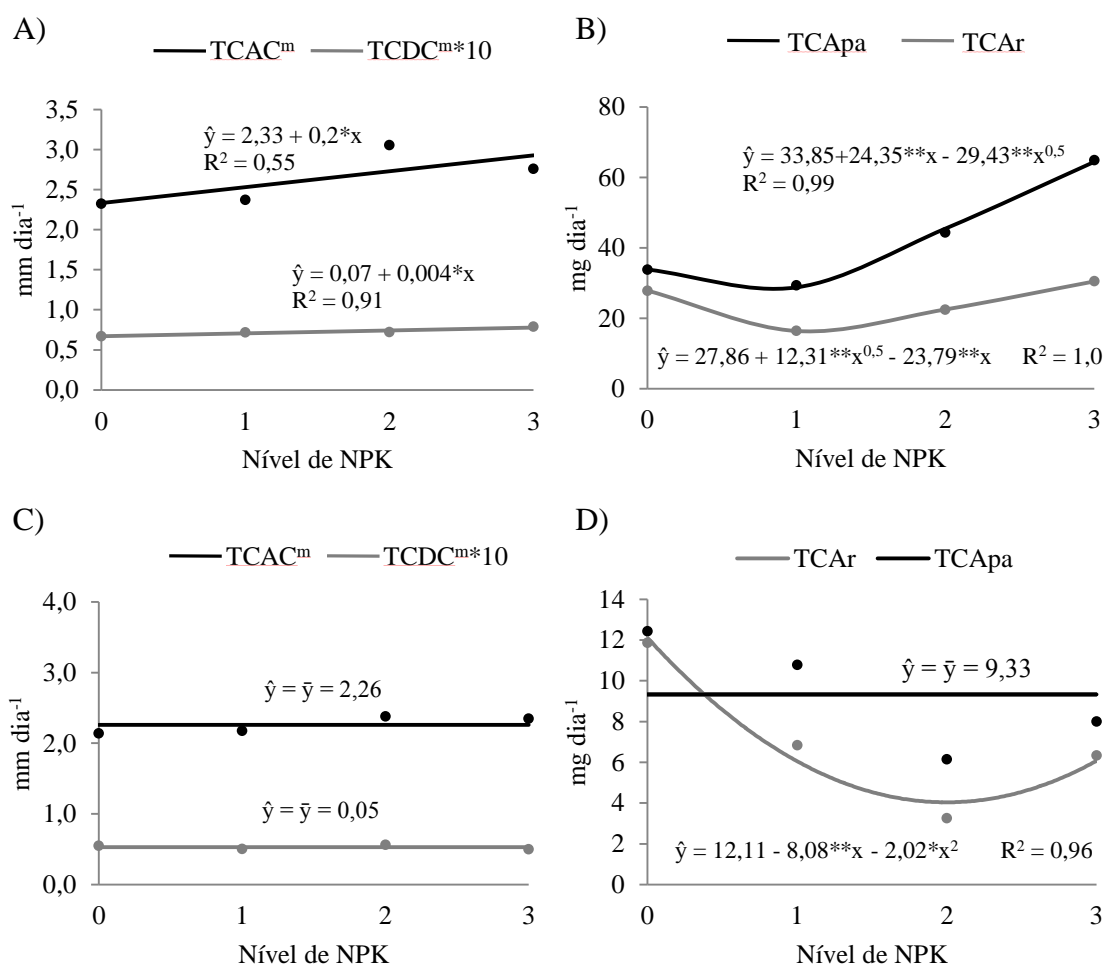 A)
TCACᵐ TCDCᵐ*10
3,5
3,0
2,5
2,0
1,5
1,0
0,5
0,0
mm dia⁻¹
ŷ = 2,33 + 0,2*x
R² = 0,55
ŷ = 0,07 + 0,004*x
R² = 0,91
0 1 2 3
Nível de NPK
B)
TCApa TCAr
80
60
40
20
0
mg dia⁻¹
ŷ = 33,85+24,35**x - 29,43**x⁰,⁵
R² = 0,99
ŷ = 27,86 + 12,31**x⁰,⁵ - 23,79**x R² = 1,0
0 1 2 3
Nível de NPK
C)
TCACᵐ TCDCᵐ*10
4,0
3,0
2,0
1,0
0,0
mm dia⁻¹
ŷ = ȳ = 2,26
ŷ = ȳ = 0,05
0 1 2 3
Nível de NPK
D)
TCAr TCApa
14
12
10
8
6
4
2
0
mg dia⁻¹
ŷ = ȳ = 9,33
ŷ = 12,11 - 8,08**x - 2,02*x² R² = 0,96
0 1 2 3
Nível de NPK